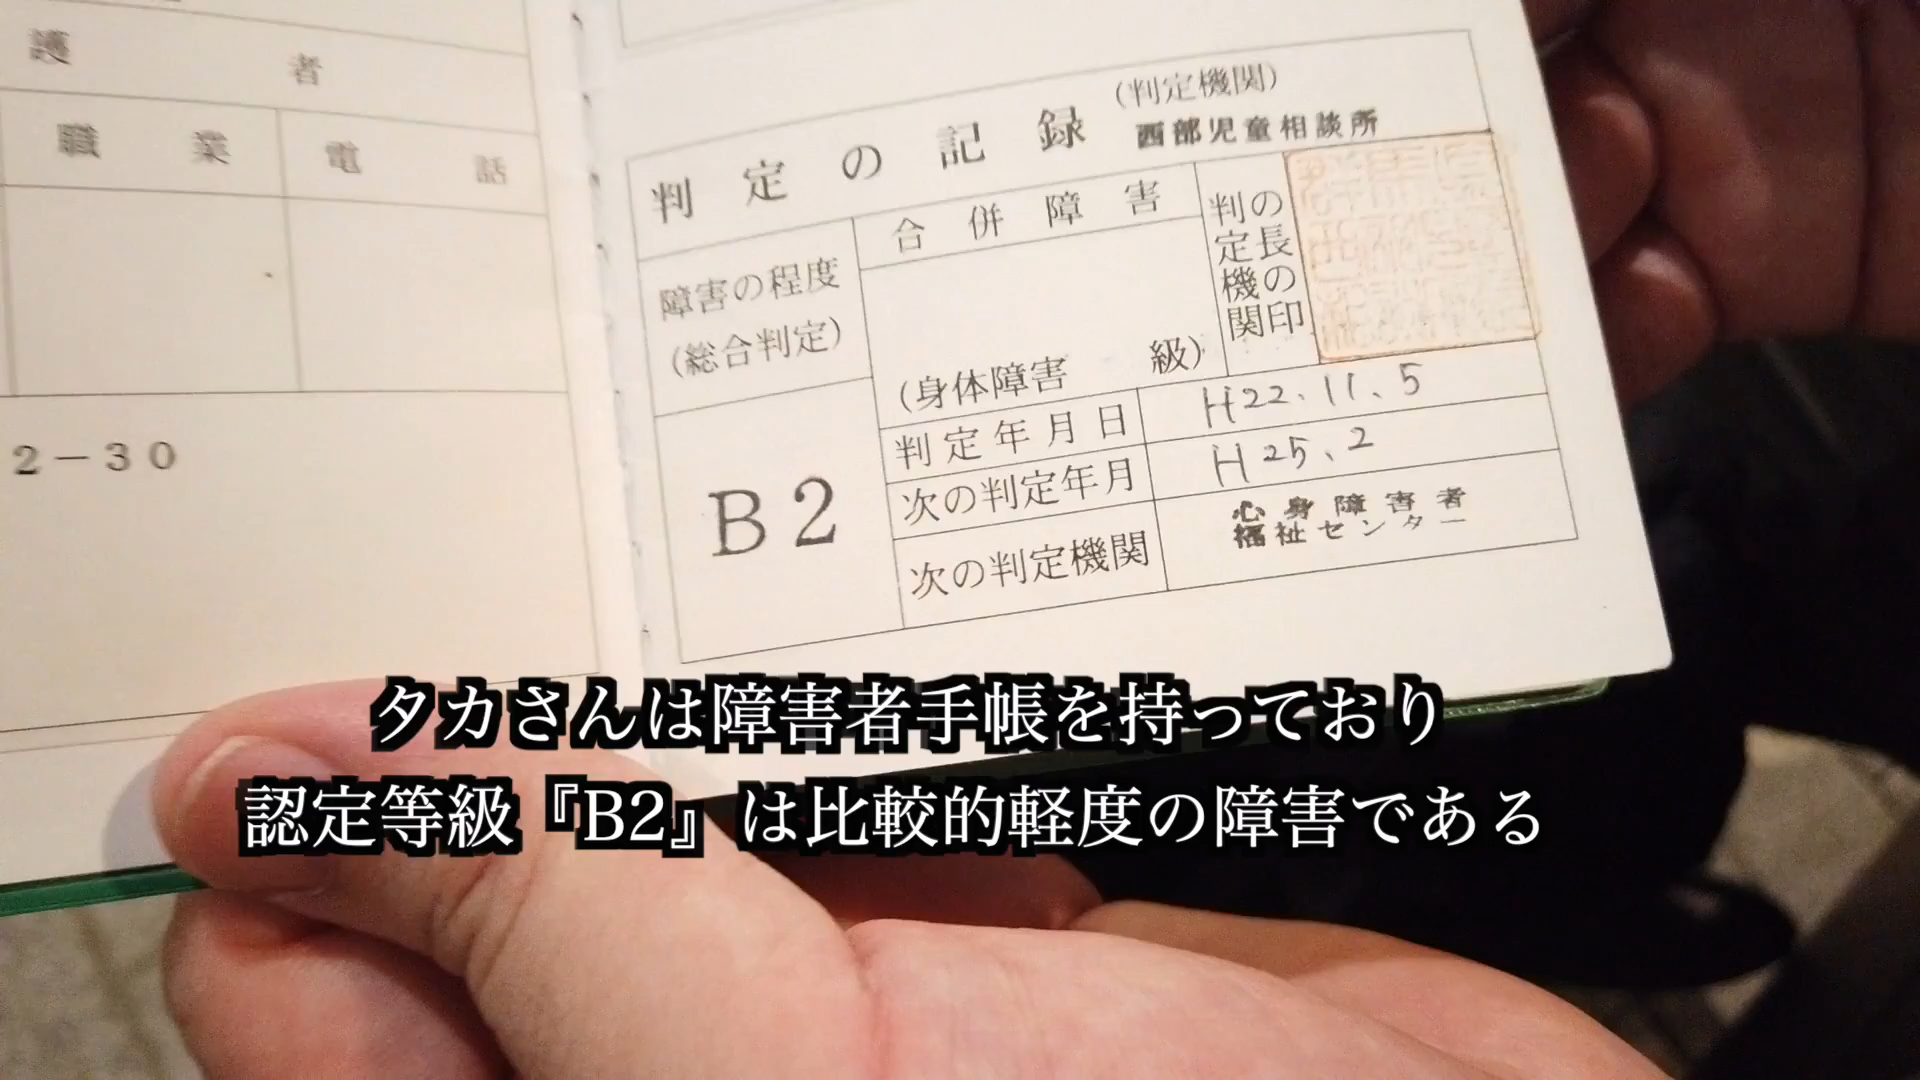 護者
職業
電話
2-30
判定の記録
(判定機関)
西部児童相談所
障害の程度
(総合判定)
合併障害
(身体障害 級)
判定機関
の長の印
B2
判定年月日
H22.11.5
次の判定年月
H25.2
次の判定機関
心身障害者
福祉センター
タカさんは障害者手帳を持っており
認定等級『B2』は比較的軽度の障害である